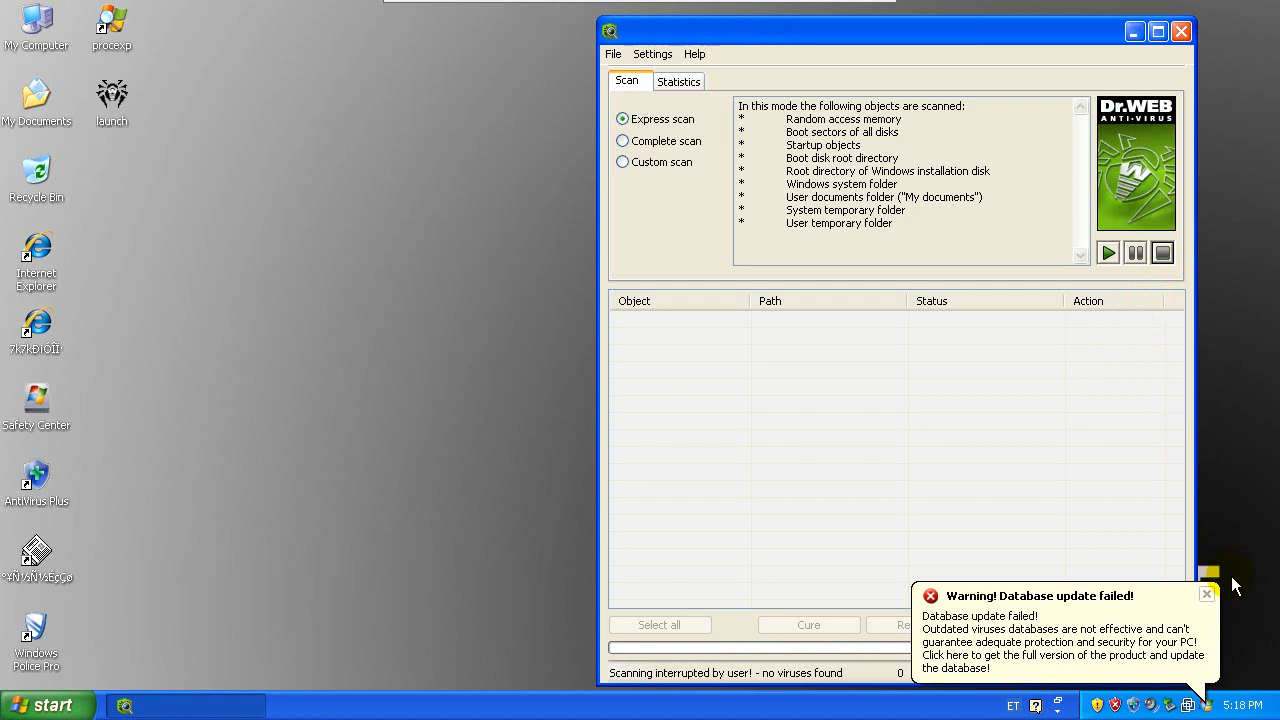 My Computer
procexp
My Documents
launch
Recycle Bin
Internet
Explorer
Safety Center
AntiVirus Plus
Windows
Police Pro
File Settings Help
Scan Statistics
Express scan
Complete scan
Custom scan
In this mode the following objects are scanned:
* Random access memory
* Boot sectors of all disks
* Startup objects
* Boot disk root directory
* Root directory of Windows installation disk
* Windows system folder
* User documents folder ("My documents")
* System temporary folder
* User temporary folder
Dr.WEB
ANTI-VIRUS
Object Path Status Action
Select all Cure Re
Scanning interrupted by user! - no viruses found 0
Warning! Database update failed!
Database update failed!
Outdated viruses databases are not effective and can't
guarantee adequate protection and security for your PC!
Click here to get the full version of the product and update
the database!
start
ET
5:18 PM